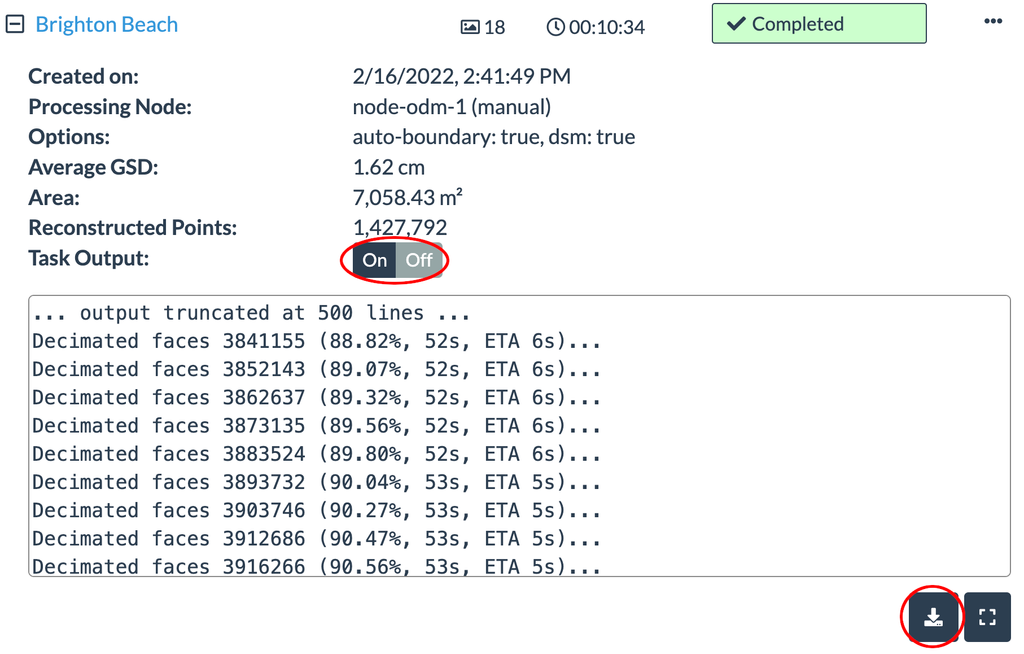 Brighton Beach 18 00:10:34 Completed
Created on: 2/16/2022, 2:41:49 PM
Processing Node: node-odm-1 (manual)
Options: auto-boundary: true, dsm: true
Average GSD: 1.62 cm
Area: 7,058.43 m²
Reconstructed Points: 1,427,792
Task Output: On Off
... output truncated at 500 lines ...
Decimated faces 3841155 (88.82%, 52s, ETA 6s)...
Decimated faces 3852143 (89.07%, 52s, ETA 6s)...
Decimated faces 3862637 (89.32%, 52s, ETA 6s)...
Decimated faces 3873135 (89.56%, 52s, ETA 6s)...
Decimated faces 3883524 (89.80%, 52s, ETA 6s)...
Decimated faces 3893732 (90.04%, 53s, ETA 5s)...
Decimated faces 3903746 (90.27%, 53s, ETA 5s)...
Decimated faces 3912686 (90.47%, 53s, ETA 5s)...
Decimated faces 3916266 (90.56%, 53s, ETA 5s)...